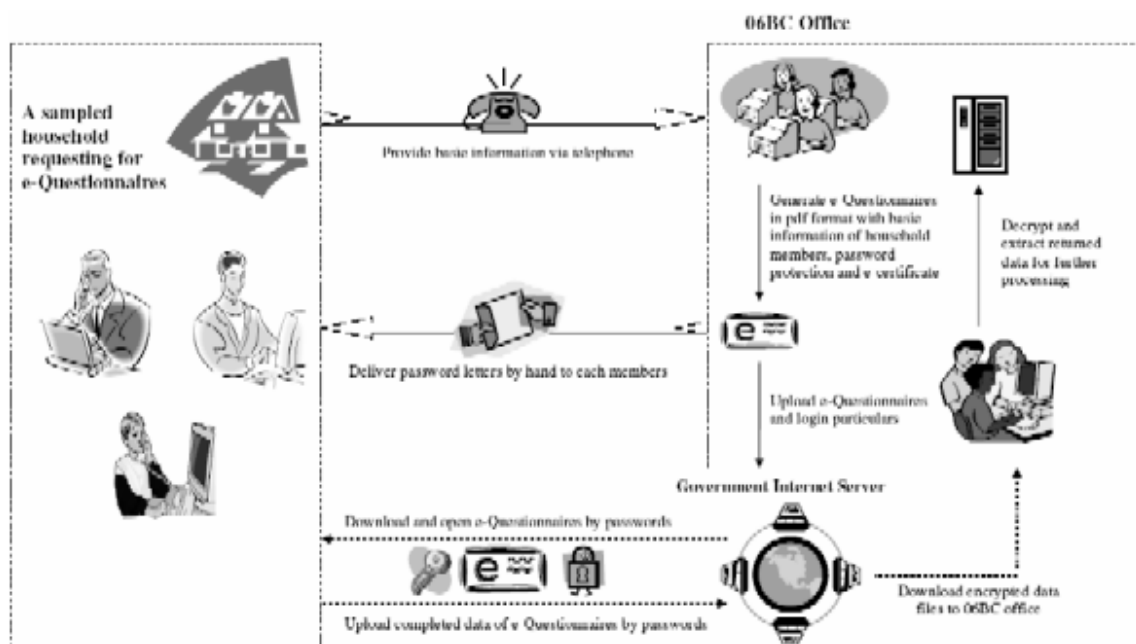 06BC Office
A sampled
household
requesting for
e-Questionnaires
Provide basic information via telephone
Generate e Questionnaires
in pdf format with basic
information of household
members, password
protection and e certificate
Decrypt and
extract returned
data for further
processing
Deliver password letters by hand to each members
Upload e-Questionnaires
and login particulars
Government Internet Server
Download and open e-Questionnaires by passwords
Upload completed data of e Questionnaires by passwords
Download encrypted data
files to 06BC office
e
e